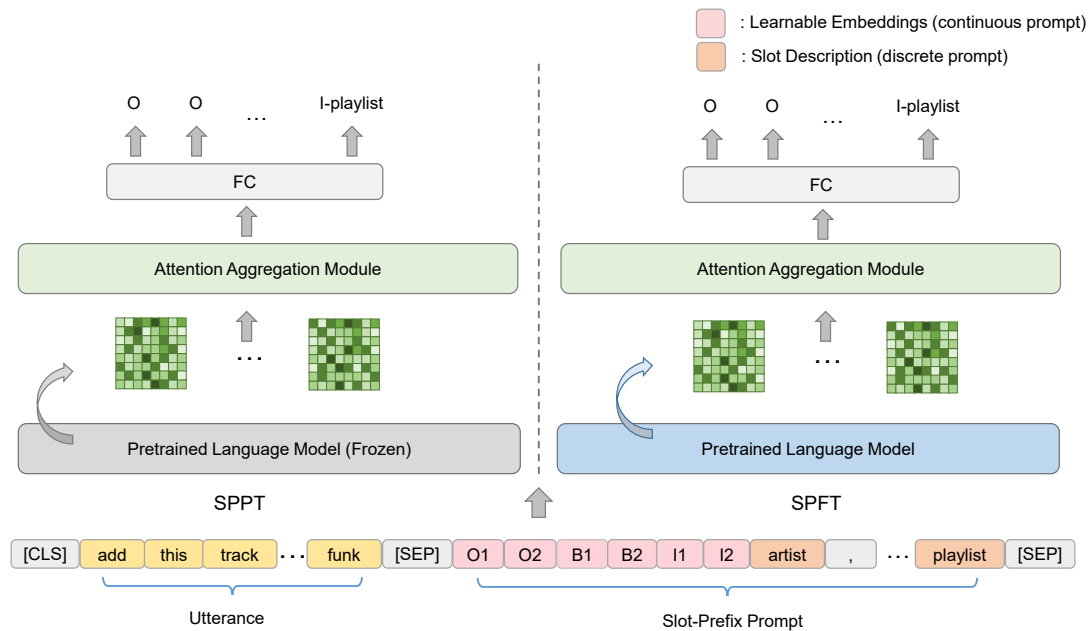 : Learnable Embeddings (continuous prompt)
: Slot Description (discrete prompt)
O O ... I-playlist
FC
Attention Aggregation Module
...
Pretrained Language Model (Frozen)
SPPT
O O ... I-playlist
FC
Attention Aggregation Module
...
Pretrained Language Model
SPFT
[CLS] add this track ... funk [SEP] O1 O2 B1 B2 I1 I2 artist , ... playlist [SEP]
Utterance
Slot-Prefix Prompt